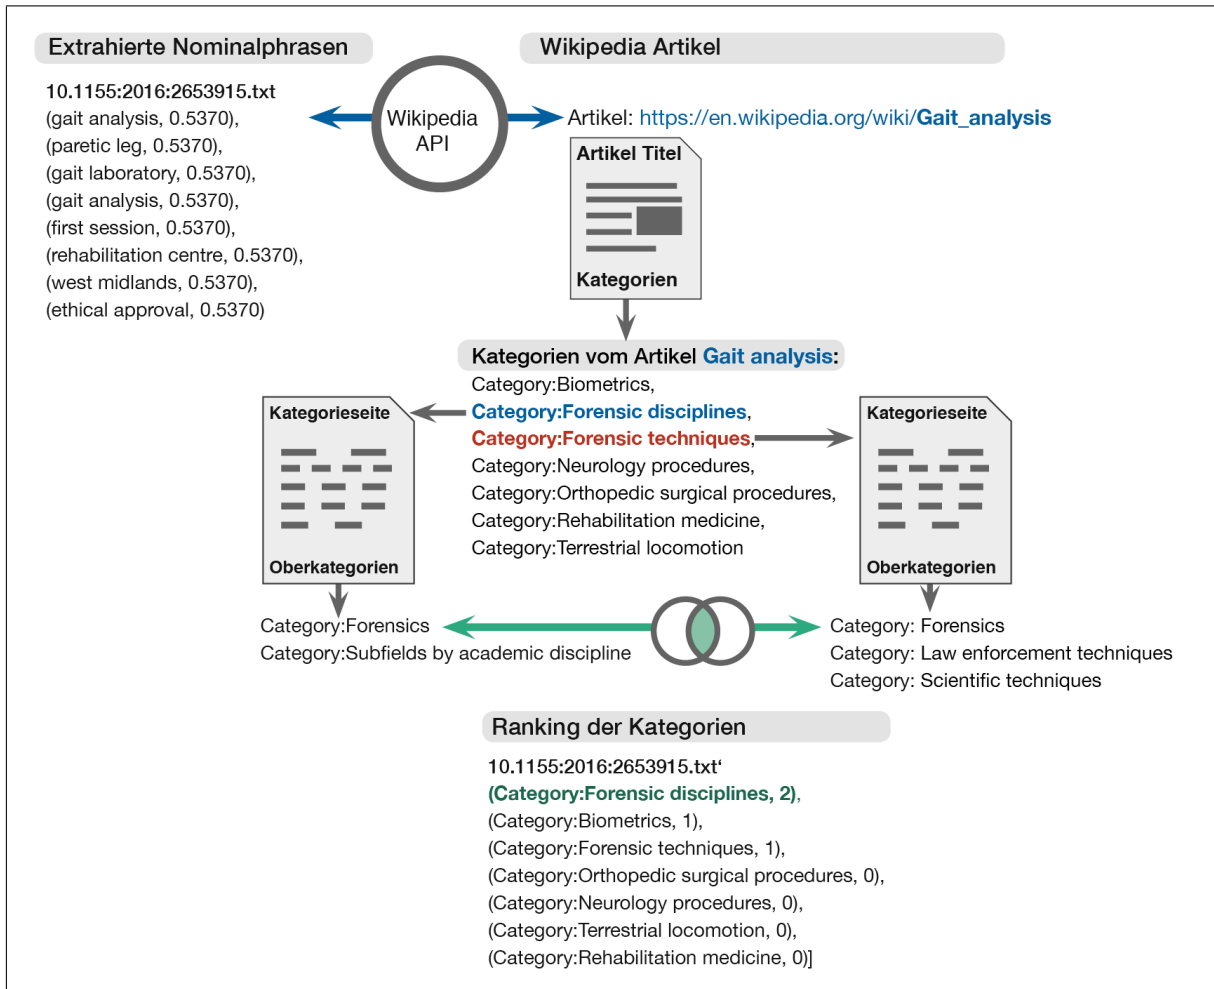 Extrahierte Nominalphrasen
10.1155:2016:2653915.txt
(gait analysis, 0.5370),
(paretic leg, 0.5370),
(gait laboratory, 0.5370),
(gait analysis, 0.5370),
(first session, 0.5370),
(rehabilitation centre, 0.5370),
(west midlands, 0.5370),
(ethical approval, 0.5370)
Wikipedia
API
Wikipedia Artikel
Artikel: https://en.wikipedia.org/wiki/Gait_analysis
Artikel Titel
Kategorien
Kategorien vom Artikel Gait analysis:
Category:Biometrics,
Category:Forensic disciplines,
Category:Forensic techniques,
Category:Neurology procedures,
Category:Orthopedic surgical procedures,
Category:Rehabilitation medicine,
Category:Terrestrial locomotion
Kategorieseite
Oberkategorien
Category:Forensics
Category:Subfields by academic discipline
Kategorieseite
Oberkategorien
Category: Forensics
Category: Law enforcement techniques
Category: Scientific techniques
Ranking der Kategorien
10.1155:2016:2653915.txt‘
(Category:Forensic disciplines, 2),
(Category:Biometrics, 1),
(Category:Forensic techniques, 1),
(Category:Orthopedic surgical procedures, 0),
(Category:Neurology procedures, 0),
(Category:Terrestrial locomotion, 0),
(Category:Rehabilitation medicine, 0)]